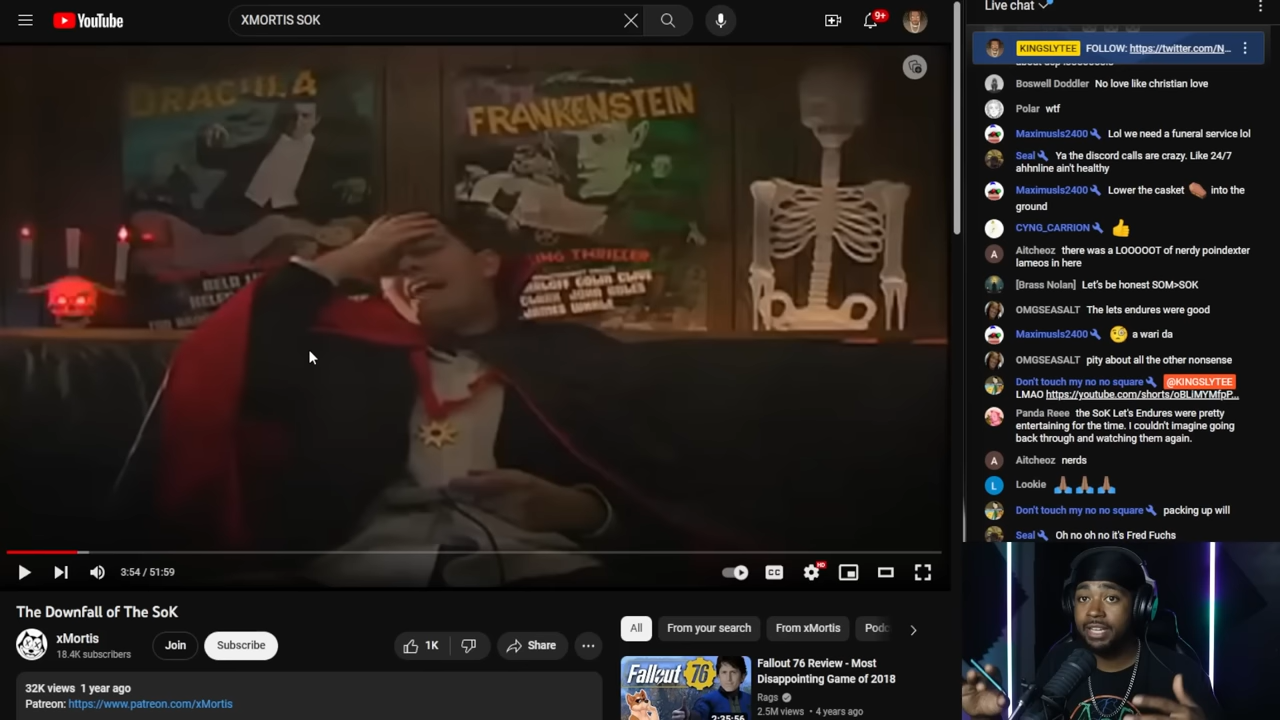 YouTube
XMORTIS SOK
9+
Live chat
KINGSLYTEE FOLLOW: https://twitter.com/N...
Boswell Doddler No love like christian love
Polar wtf
Maximusls2400 Lol we need a funeral service lol
Seal Ya the discord calls are crazy. Like 24/7
ahhnline ain't healthy
Maximusls2400 Lower the casket into the
ground
CYNG_CARRION
Aitcheoz there was a LOOOOOT of nerdy poindexter
lameos in here
[Brass Nolan] Let's be honest SOM>SOK
OMGSEASALT The lets endures were good
Maximusls2400 a wari da
OMGSEASALT pity about all the other nonsense
Don't touch my no no square @KINGSLYTEE
LMAO https://youtube.com/shorts/oBLiMYMfpP...
Panda Reee the SoK Let's Endures were pretty
entertaining for the time. I couldn't imagine going
back through and watching them again.
A Aitcheoz nerds
L Lookie
Don't touch my no no square packing up will
Seal Oh no oh no it's Fred Fuchs
DRACULA
FRANKENSTEIN
THRILLER
JAMES WHALE
3:54 / 51:59
CC
HD
The Downfall of The SoK
xMortis
18.4K subscribers
Join
Subscribe
1K
Share
32K views 1 year ago
Patreon: https://www.patreon.com/xMortis
All
From your search
From xMortis
Podc
Fallout 76
Fallout 76 Review - Most
Disappointing Game of 2018
Rags
2.5M views • 4 years ago
2:35:56